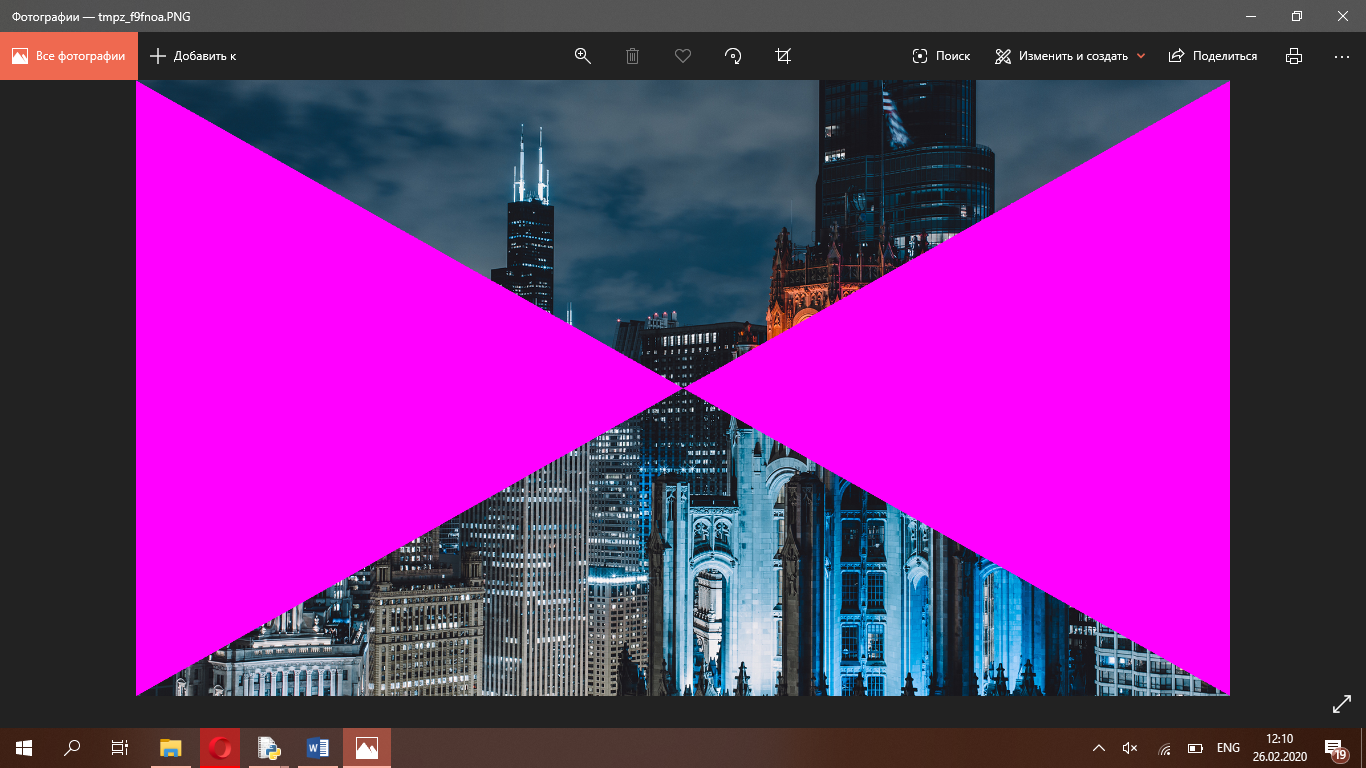 Фотографии — tmpz_f9fnoa.PNG
Все фотографии
Добавить к
Поиск
Изменить и создать
Поделиться
ENG
12:10
26.02.2020
19